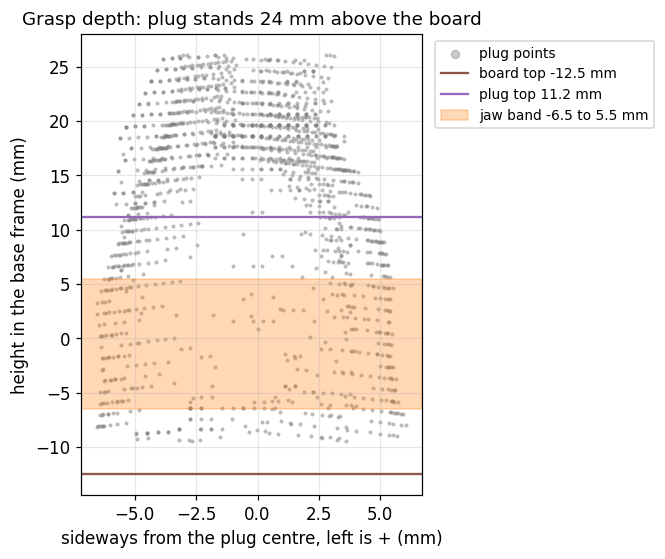 Grasp depth: plug stands 24 mm above the board
plug points
board top -12.5 mm
plug top 11.2 mm
jaw band -6.5 to 5.5 mm
height in the base frame (mm)
25
20
15
10
5
0
−5
−10
−5.0
−2.5
0.0
2.5
5.0
sideways from the plug centre, left is + (mm)